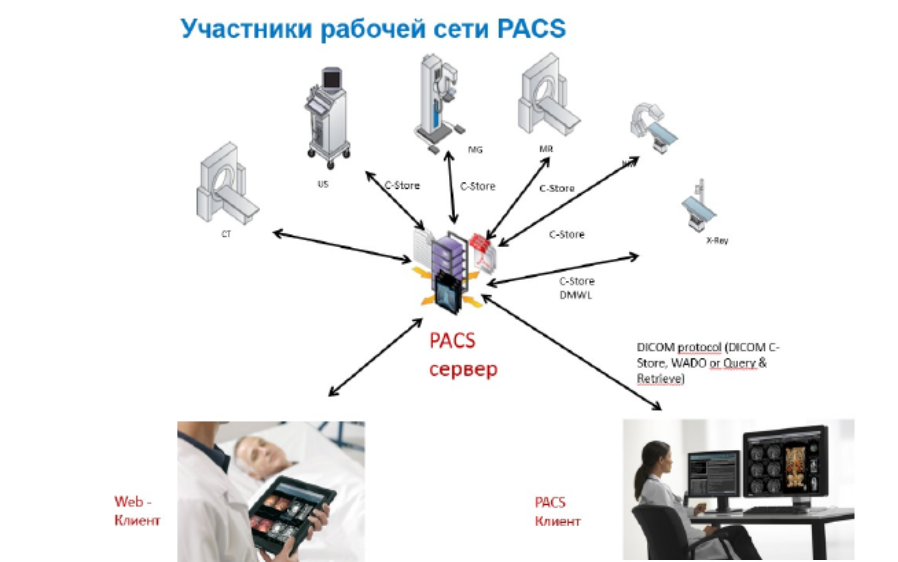 Участники рабочей сети PACS
MG
MR
US
C-Store
C-Store
C-Store
CT
C-Store
X-Ray
C-Store
DMWL
PACS
сервер
DICOM protocol (DICOM C-
Store, WADO or Query &
Retrieve)
Web -
Клиент
PACS
Клиент